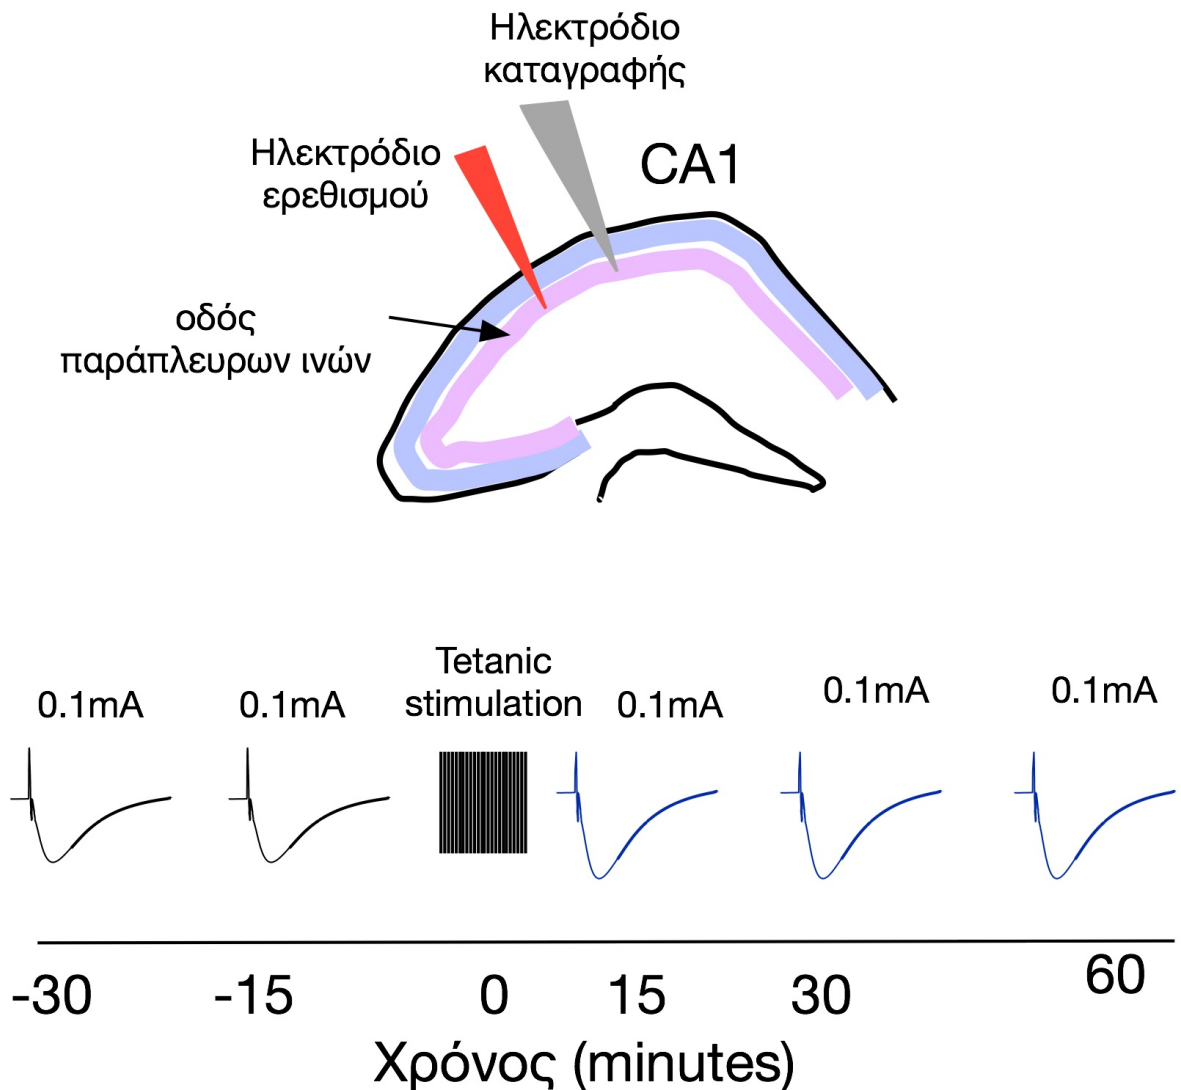 Ηλεκτρόδιο
καταγραφής
CA1
Ηλεκτρόδιο
ερεθισμού
οδός
παράπλευρων ινών
0.1mA
0.1mA
Tetanic
stimulation
0.1mA
0.1mA
0.1mA
-30
-15
0
15
30
60
Χρόνος (minutes)